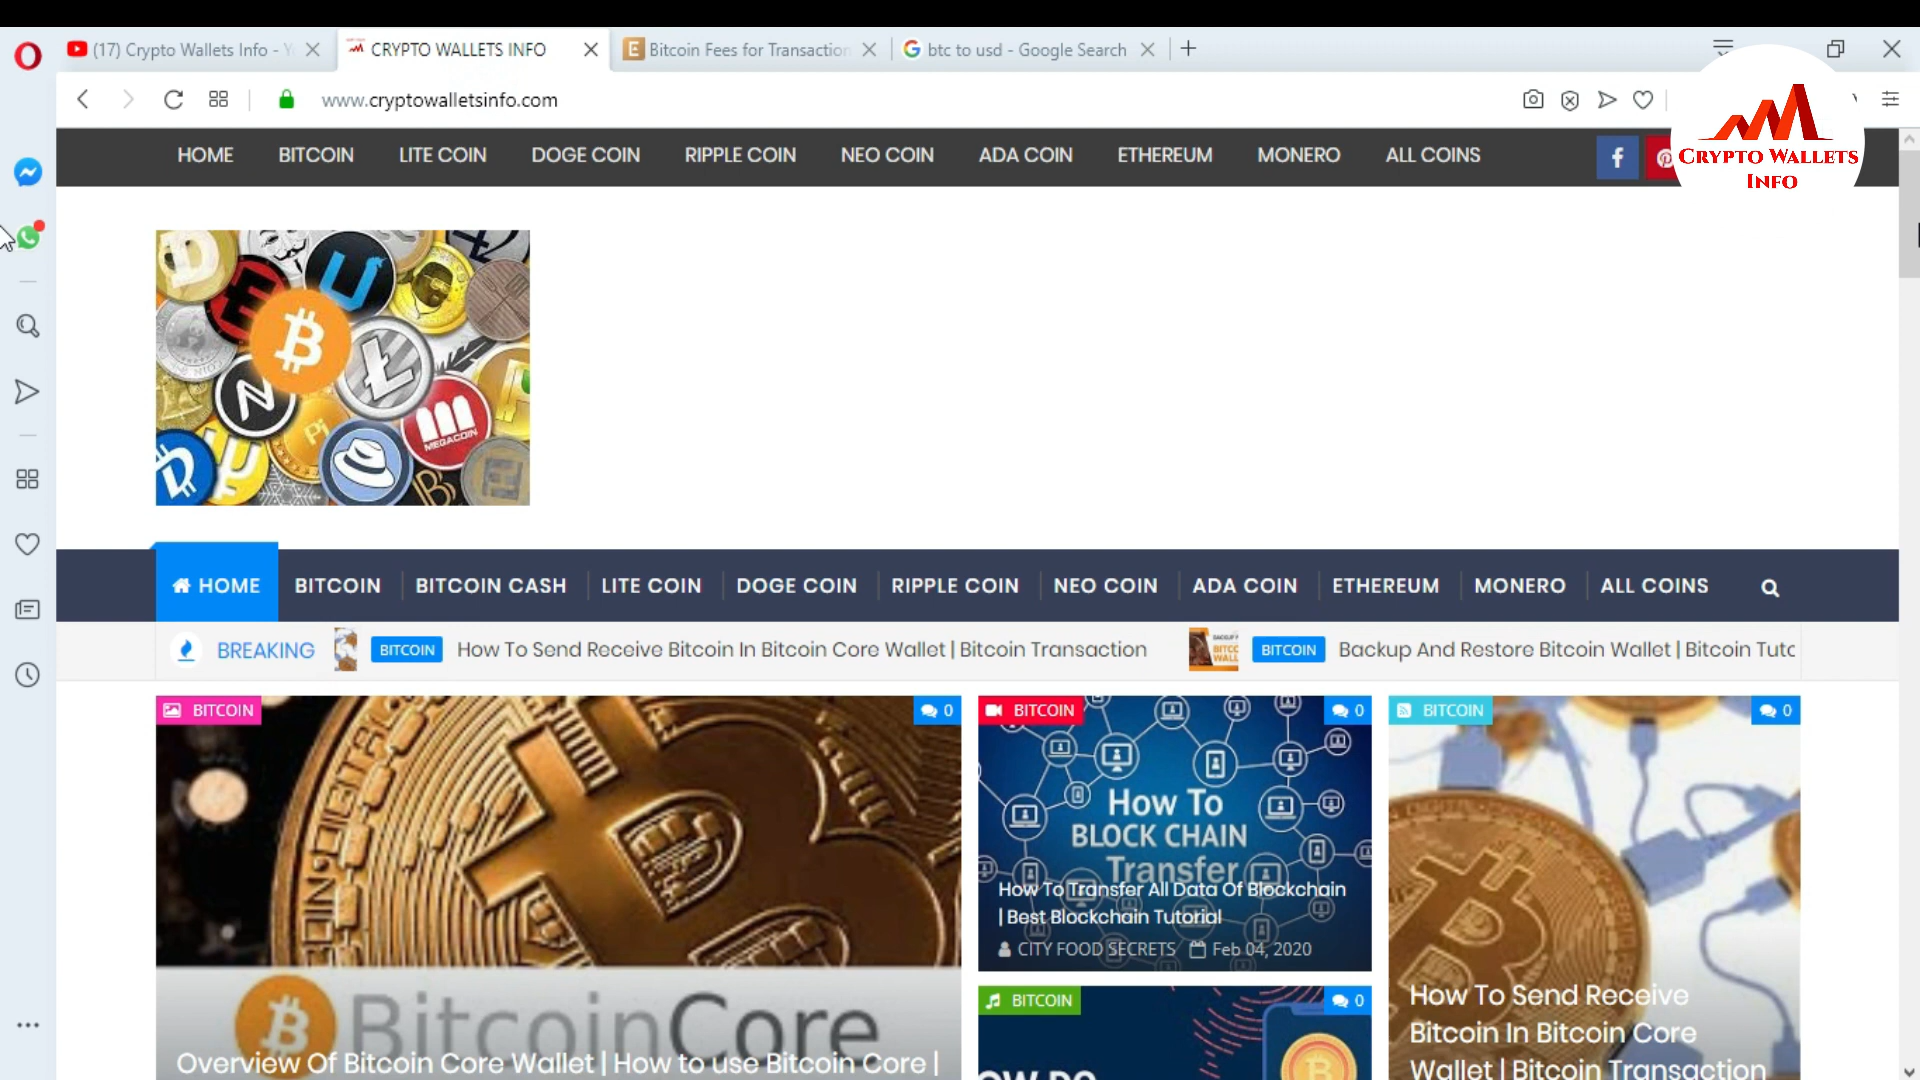 (17) Crypto Wallets Info - Y
CRYPTO WALLETS INFO
Bitcoin Fees for Transaction
btc to usd - Google Search
www.cryptowalletsinfo.com
HOME BITCOIN LITE COIN DOGE COIN RIPPLE COIN NEO COIN ADA COIN ETHEREUM MONERO ALL COINS
CRYPTO WALLETS
INFO
MEGACOIN
HOME BITCOIN BITCOIN CASH LITE COIN DOGE COIN RIPPLE COIN NEO COIN ADA COIN ETHEREUM MONERO ALL COINS
BREAKING BITCOIN How To Send Receive Bitcoin In Bitcoin Core Wallet | Bitcoin Transaction BITCOIN Backup And Restore Bitcoin Wallet | Bitcoin Tuto
BITCOIN 0
BitcoinCore
Overview Of Bitcoin Core Wallet | How to use Bitcoin Core |
BITCOIN 0
How To
BLOCK CHAIN
Transfer
How To Transfer All Data Of Blockchain
| Best Blockchain Tutorial
CITY FOOD SECRETS Feb 04, 2020
BITCOIN 0
BITCOIN 0
How To Send Receive
Bitcoin In Bitcoin Core
Wallet | Bitcoin Transaction